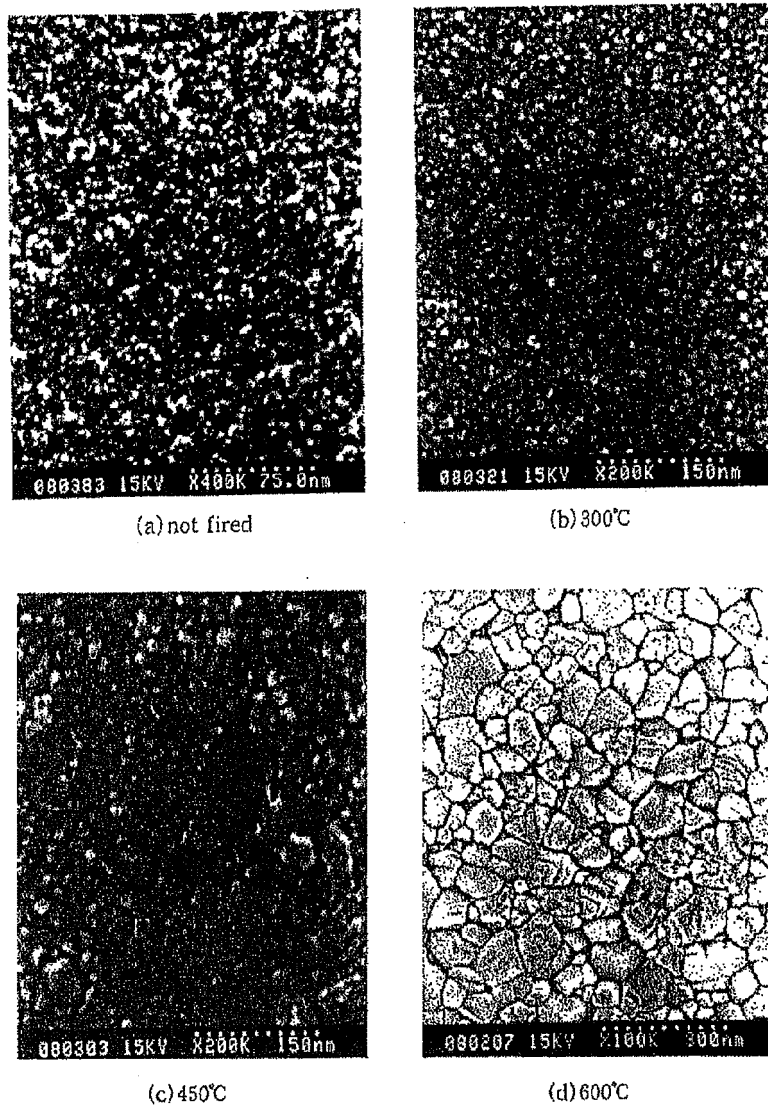 080383 15KV X400K 75.0nm
(a) not fired
080321 15KV X200K 150nm
(b) 300℃
080303 15KV X200K 150nm
(c) 450℃
080207 15KV X100K 300nm
(d) 600℃